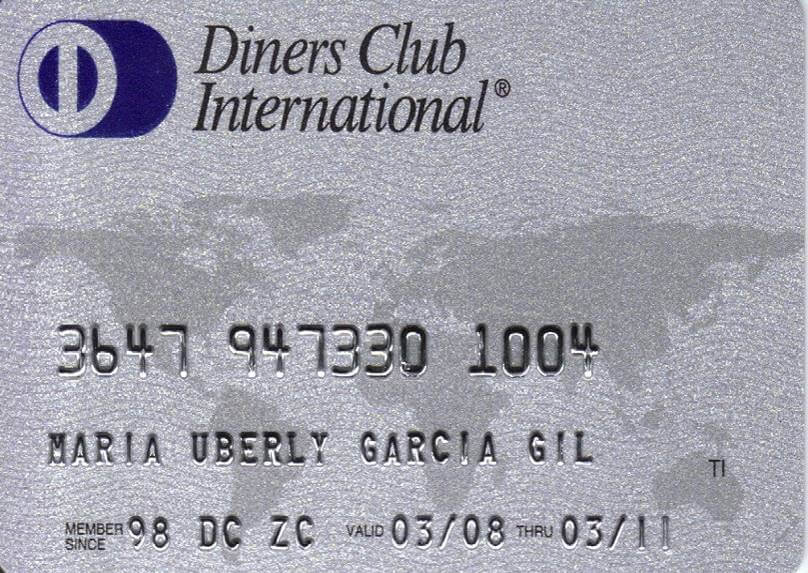 Diners Club
International®
3647 947330 1004
MARIA UBERLY GARCIA GIL
TI
MEMBER SINCE 98 DC ZC VALID 03/08 THRU 03/11